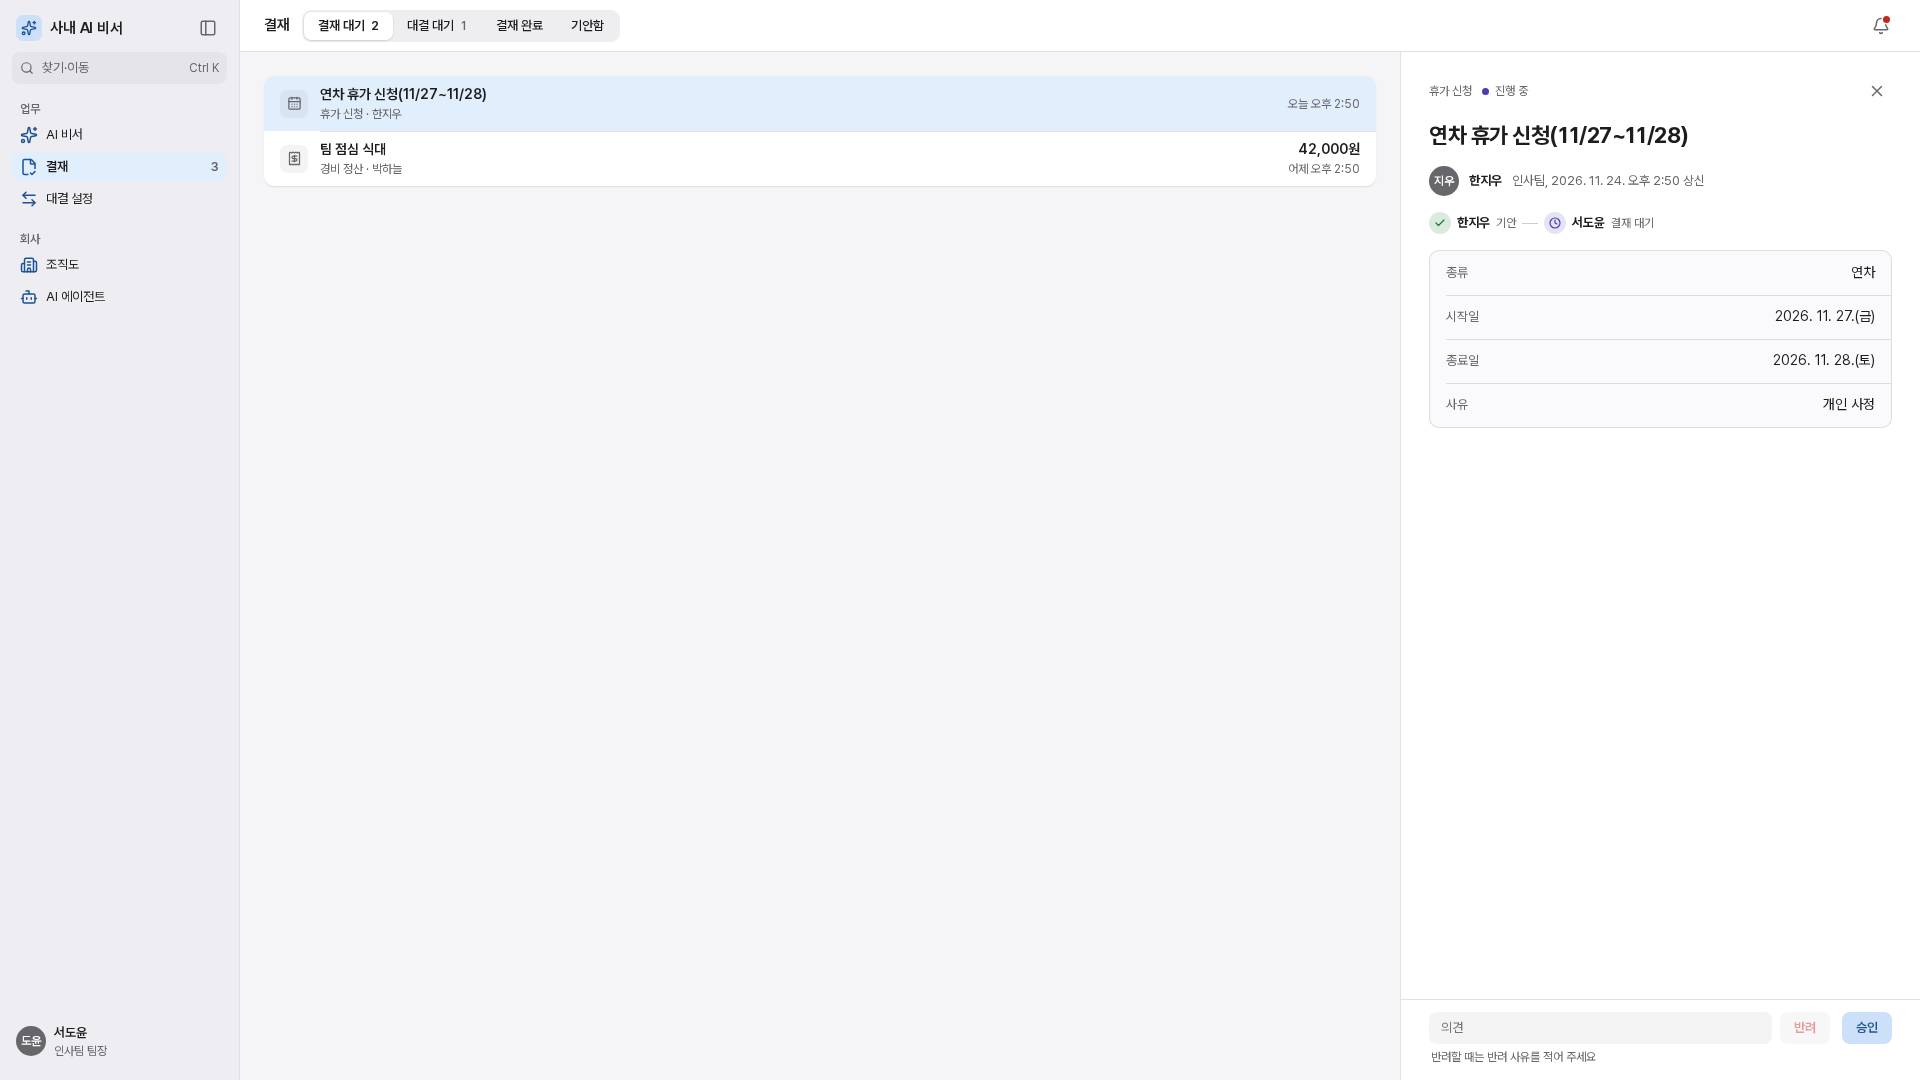 사내 AI 비서
찾기·이동 Ctrl K
업무
AI 비서
결재 3
대결 설정
회사
조직도
AI 에이전트
도윤 서도윤
인사팀 팀장
결재 결재 대기 2 대결 대기 1 결재 완료 기안함
연차 휴가 신청(11/27~11/28)
휴가 신청 · 한지우 오늘 오후 2:50
팀 점심 식대 42,000원
경비 정산 · 박하늘 어제 오후 2:50
휴가 신청 진행 중
연차 휴가 신청(11/27~11/28)
지우 한지우 인사팀, 2026. 11. 24. 오후 2:50 상신
한지우 기안 서도윤 결재 대기
종류 연차
시작일 2026. 11. 27.(금)
종료일 2026. 11. 28.(토)
사유 개인 사정
의견 반려 승인
반려할 때는 반려 사유를 적어 주세요